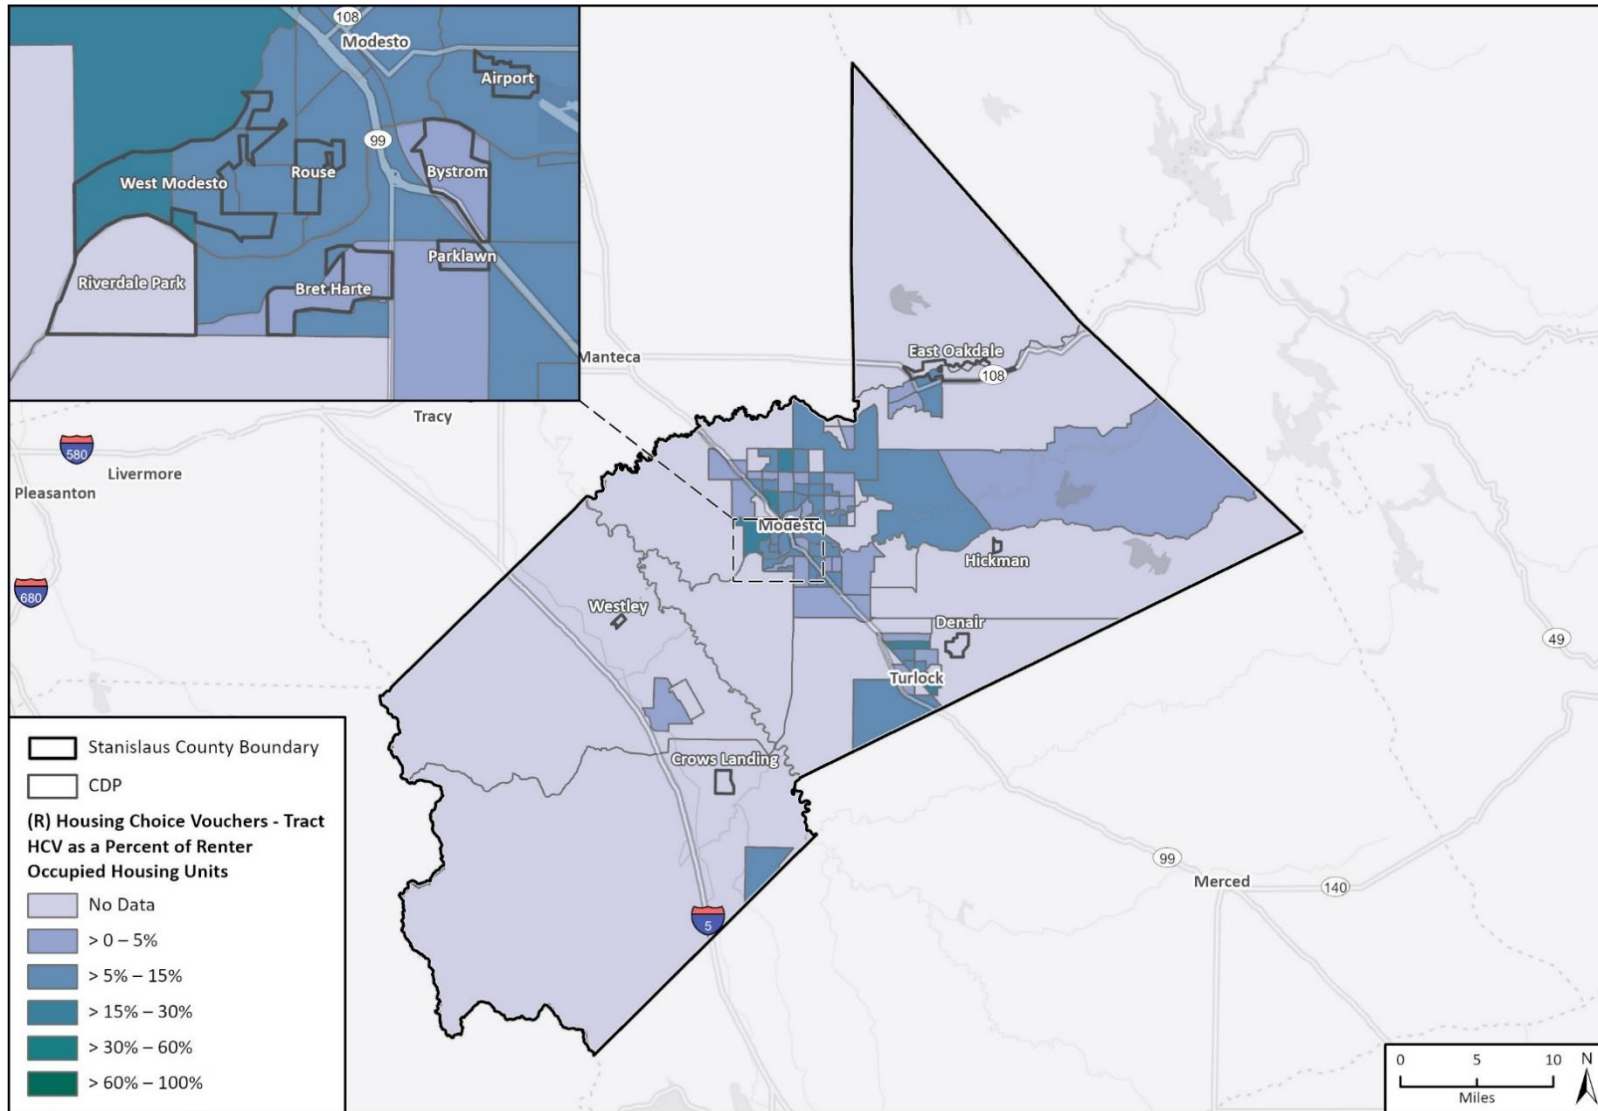 108
Modesto
Airport
99
West Modesto
Rouse
Bystrom
Riverdale Park
Bret Harte
Parklawn
Manteca
East Oakdale
108
Tracy
580
Livermore
Pleasanton
Modesto
Hickman
680
Westley
Denair
49
Turlock
Crows Landing
99
Merced
140
5
Stanislaus County Boundary
CDP
(R) Housing Choice Vouchers - Tract
HCV as a Percent of Renter
Occupied Housing Units
No Data
> 0 – 5%
> 5% – 15%
> 15% – 30%
> 30% – 60%
> 60% – 100%
0 5 10 N
Miles